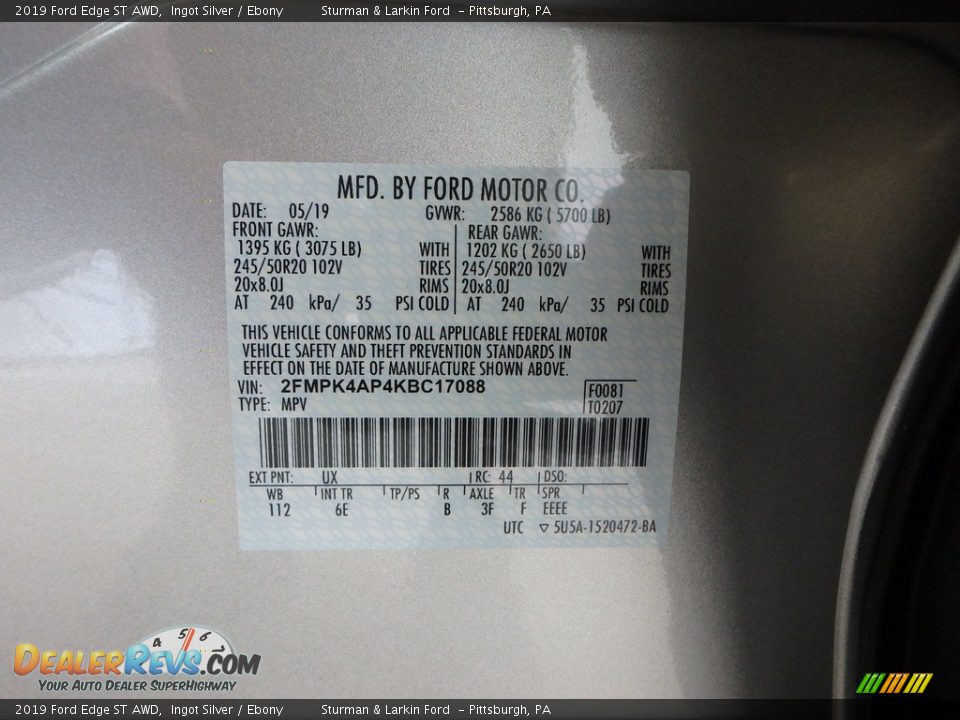 2019 Ford Edge ST AWD, Ingot Silver / Ebony Sturman & Larkin Ford - Pittsburgh, PA
MFD. BY FORD MOTOR CO.
DATE: 05/19 GVWR: 2586 KG ( 5700 LB)
FRONT GAWR: REAR GAWR:
1395 KG ( 3075 LB) WITH 1202 KG ( 2650 LB) WITH
245/50R20 102V TIRES 245/50R20 102V TIRES
20x8.0J RIMS 20x8.0J RIMS
AT 240 kPa/ 35 PSI COLD AT 240 kPa/ 35 PSI COLD
THIS VEHICLE CONFORMS TO ALL APPLICABLE FEDERAL MOTOR
VEHICLE SAFETY AND THEFT PREVENTION STANDARDS IN
EFFECT ON THE DATE OF MANUFACTURE SHOWN ABOVE.
VIN: 2FMPK4AP4KBC17088 F0081
TYPE: MPV T0207
EXT PNT: UX RC: 44 DSO:
WB INT TR TP/PS R AXLE TR SPR
112 6E B 3F F EEEE
UTC ▽ 5U5A-1520472-BA
4 5 6
DEALERREVS.COM
YOUR AUTO DEALER SUPERHIGHWAY
2019 Ford Edge ST AWD, Ingot Silver / Ebony Sturman & Larkin Ford - Pittsburgh, PA